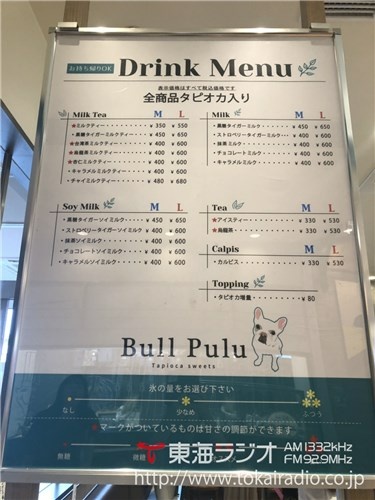 お持ち帰りOK
Drink Menu
表示価格はすべて税込価格です
全商品タピオカ入り
Milk Tea M L
★ミルクティー ¥350 ¥550
・黒糖タイガーミルクティー ¥450 ¥650
★台湾茶ミルクティー ¥400 ¥600
★烏龍茶ミルクティー ¥400 ¥600
★杏仁ミルクティー ¥400 ¥600
・キャラメルミルクティー ¥400 ¥600
・チャイミルクティー ¥480 ¥680
Milk M L
・黒糖タイガーミルク ¥450 ¥650
・ストロベリータイガーミルク ¥400 ¥600
・抹茶ミルク ¥400 ¥600
・チョコレートミルク ¥400 ¥600
・キャラメルミルク ¥400 ¥600
Soy Milk M L
・黒糖タイガーソイミルク ¥450 ¥650
・ストロベリータイガーソイミルク ¥400 ¥600
・抹茶ソイミルク ¥400 ¥600
・チョコレートソイミルク ¥400 ¥600
・キャラメルソイミルク ¥400 ¥600
Tea M L
★アイスティー ¥330 ¥530
★烏龍茶 ¥330 ¥530
Calpis M L
・カルピス ¥330 ¥530
Topping
・タピオカ増量 ¥80
Bull Pulu
Tapioca sweets
氷の量をお選び下さい
なし 少なめ ふつう
★マークがついているものは甘さの調節ができます
無糖 微糖
東海ラジオ AM1332kHz FM92.9MHz
http://www.tokairadio.co.jp/